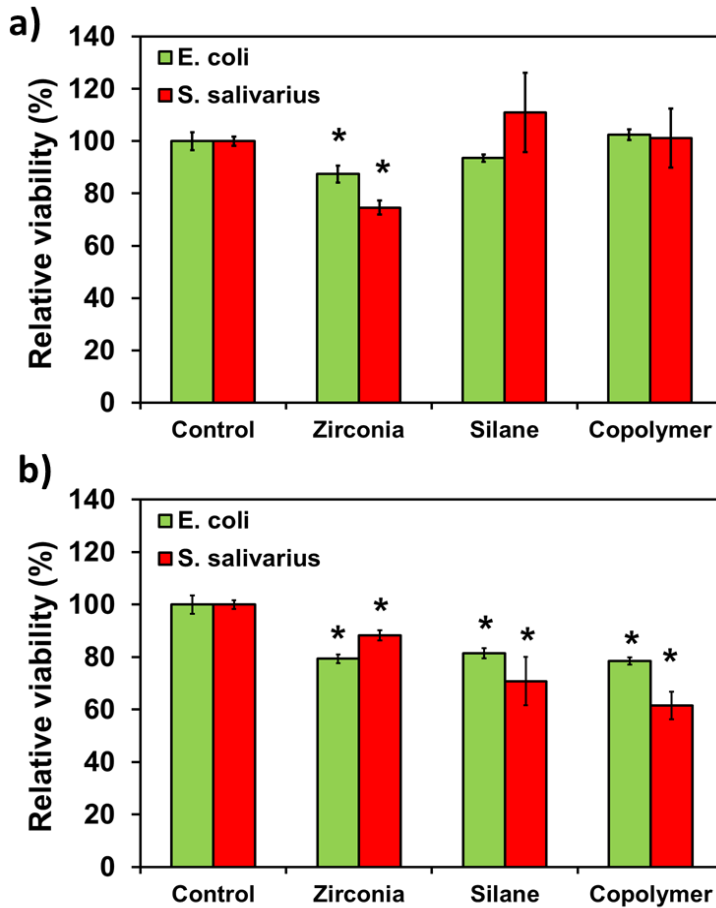 a)
140
120
100
80
60
40
20
0
Relative viability (%)
E. coli
S. salivarius
*
*
Control Zirconia Silane Copolymer
b)
140
120
100
80
60
40
20
0
Relative viability (%)
E. coli
S. salivarius
* * * * * *
Control Zirconia Silane Copolymer